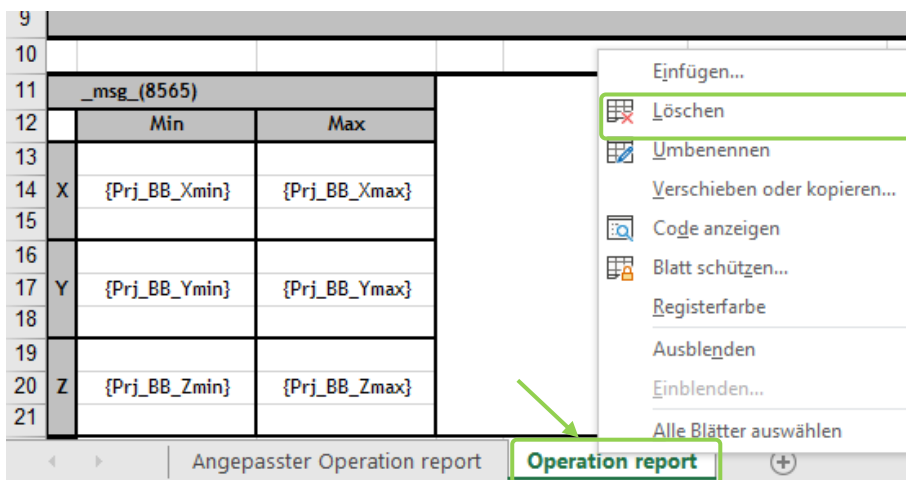 9
10
11 _msg_(8565)
12 Min Max
13
14 X {Prj_BB_Xmin} {Prj_BB_Xmax}
15
16
17 Y {Prj_BB_Ymin} {Prj_BB_Ymax}
18
19
20 Z {Prj_BB_Zmin} {Prj_BB_Zmax}
21
Einfügen...
Löschen
Umbenennen
Verschieben oder kopieren...
Code anzeigen
Blatt schützen...
Registerfarbe
Ausblenden
Einblenden...
Alle Blätter auswählen
Angepasster Operation report Operation report